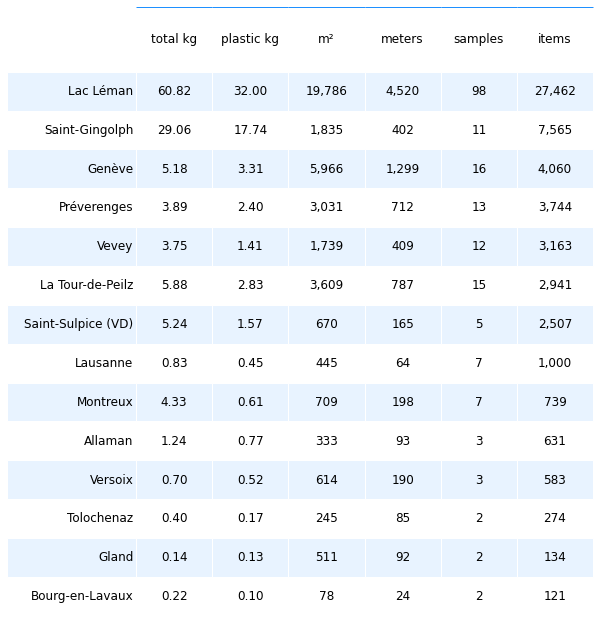 total kg plastic kg m² meters samples items
Lac Léman 60.82 32.00 19,786 4,520 98 27,462
Saint-Gingolph 29.06 17.74 1,835 402 11 7,565
Genève 5.18 3.31 5,966 1,299 16 4,060
Préverenges 3.89 2.40 3,031 712 13 3,744
Vevey 3.75 1.41 1,739 409 12 3,163
La Tour-de-Peilz 5.88 2.83 3,609 787 15 2,941
Saint-Sulpice (VD) 5.24 1.57 670 165 5 2,507
Lausanne 0.83 0.45 445 64 7 1,000
Montreux 4.33 0.61 709 198 7 739
Allaman 1.24 0.77 333 93 3 631
Versoix 0.70 0.52 614 190 3 583
Tolochenaz 0.40 0.17 245 85 2 274
Gland 0.14 0.13 511 92 2 134
Bourg-en-Lavaux 0.22 0.10 78 24 2 121